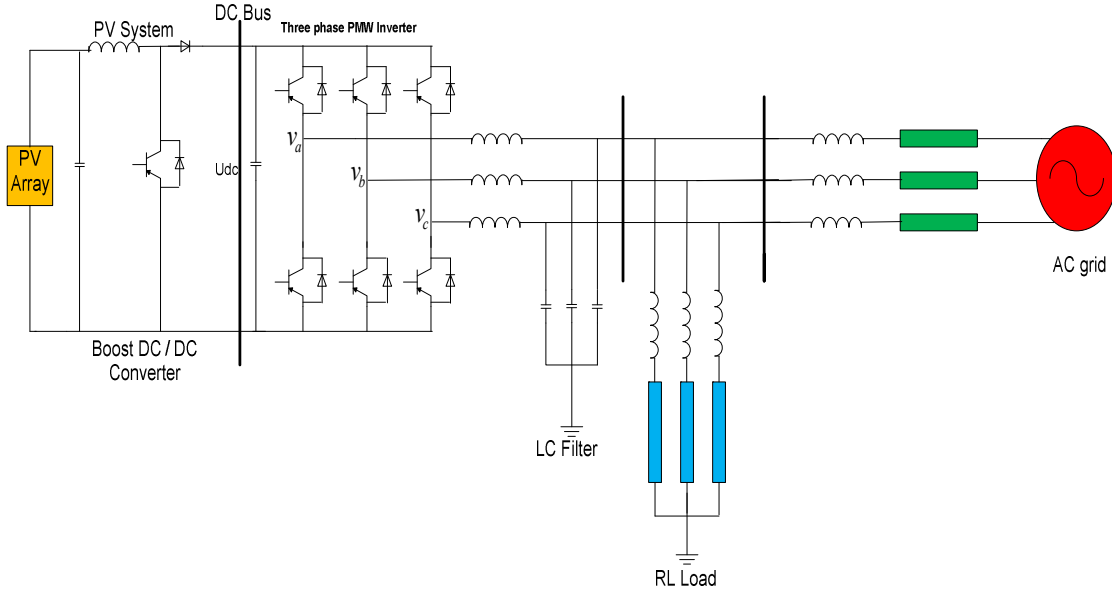 DC Bus
PV System
Three phase PMW Inverter
PV
Array
Udc
va
vb
vc
AC grid
Boost DC / DC
Converter
LC Filter
RL Load